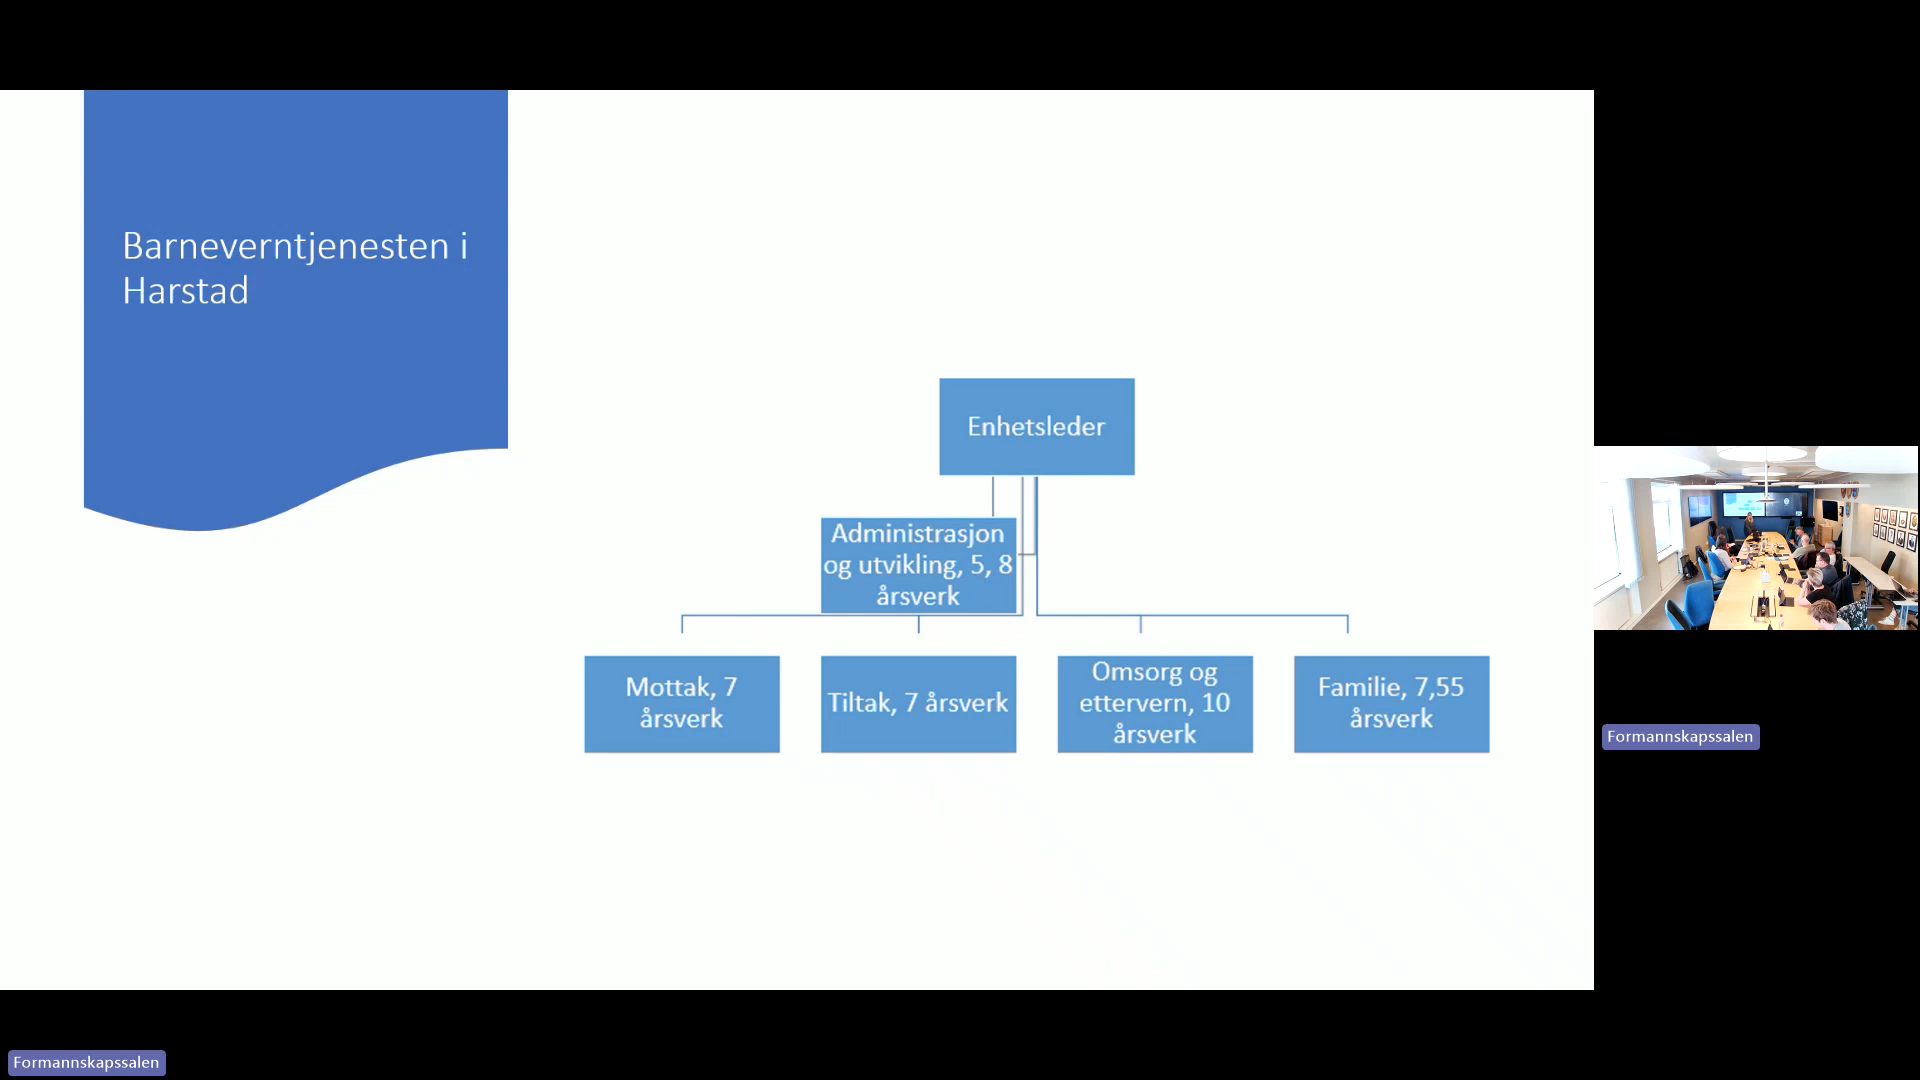 Barneverntjenesten i
Harstad
Enhetsleder
Administrasjon
og utvikling, 5, 8
årsverk
Mottak, 7
årsverk
Tiltak, 7 årsverk
Omsorg og
ettervern, 10
årsverk
Familie, 7,55
årsverk
Formannskapssalen
Formannskapssalen